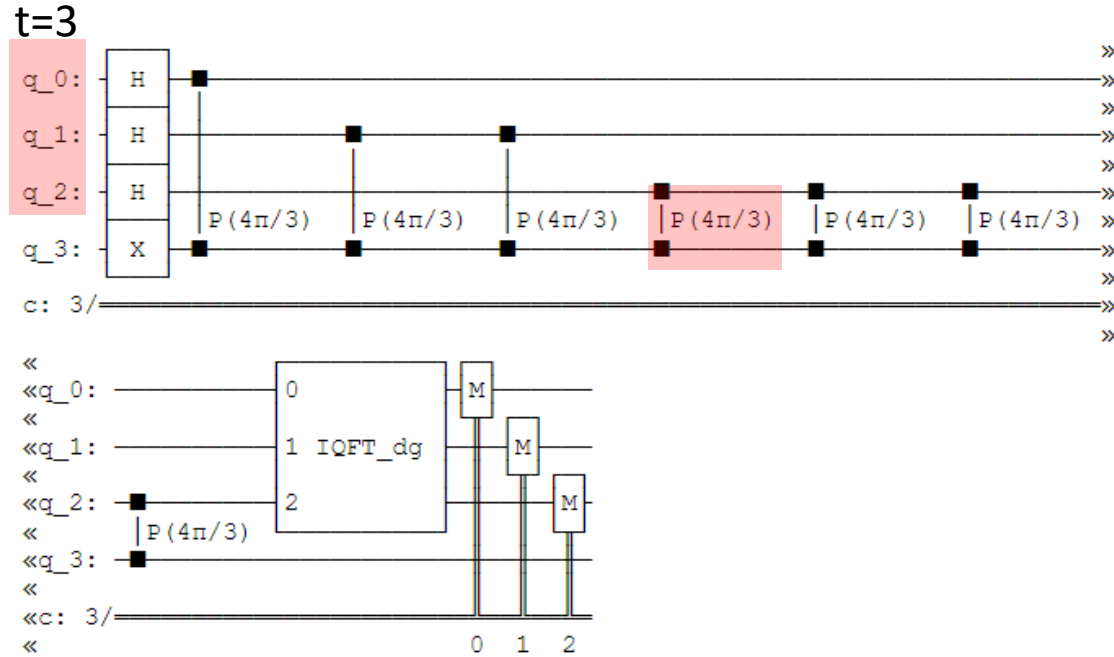 t=3
»
q_0: H »
»
q_1: H »
»
q_2: H »
P(4π/3) P(4π/3) P(4π/3) P(4π/3) P(4π/3) P(4π/3) »
q_3: X »
»
c: 3/ »
»
«
«q_0: 0 M
«
«q_1: 1 IQFT_dg M
«
«q_2: 2 M
« P(4π/3)
«q_3:
«
«c: 3/
« 0 1 2